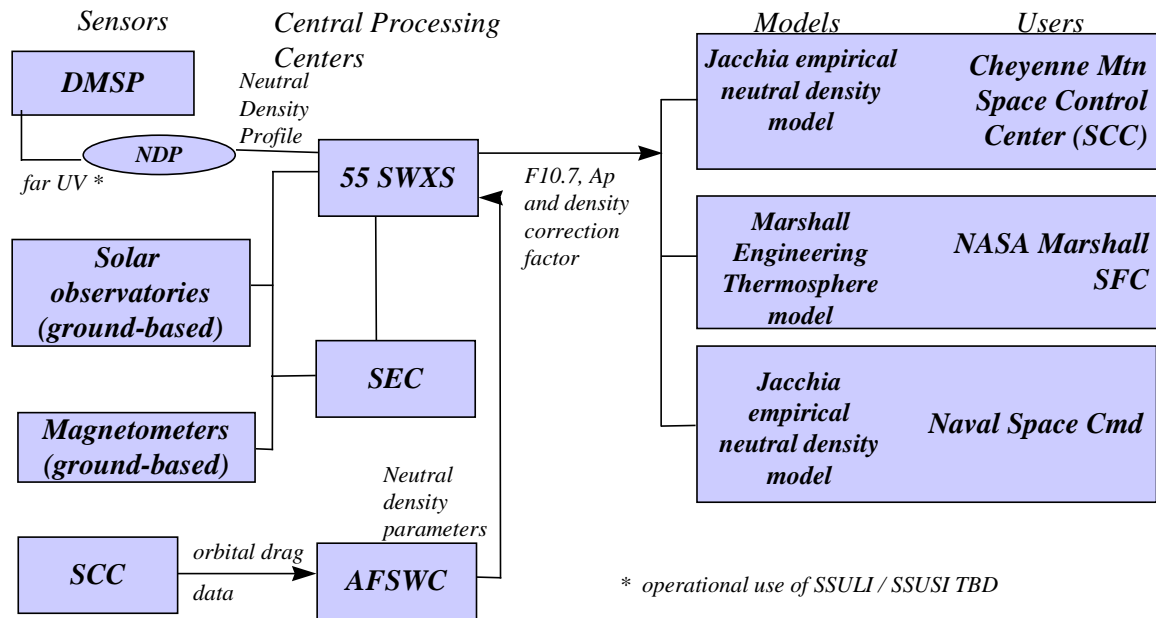 Sensors
Central Processing
Centers
Models
Users
DMSP
Neutral
Density
Profile
NDP
far UV *
55 SWXS
F10.7, Ap
and density
correction
factor
Jacchia empirical
neutral density
model
Cheyenne Mtn
Space Control
Center (SCC)
Solar
observatories
(ground-based)
Marshall
Engineering
Thermosphere
model
NASA Marshall
SFC
SEC
Magnetometers
(ground-based)
Jacchia
empirical
neutral density
model
Naval Space Cmd
Neutral
density
parameters
SCC
orbital drag
data
AFSWC
* operational use of SSULI / SSUSI TBD